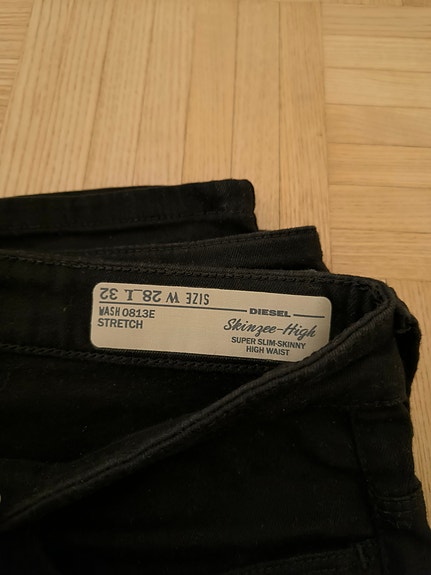 SIZE W 28 L 32
DIESEL
WASH 0813E
STRETCH
Skinzee-High
SUPER SLIM-SKINNY
HIGH WAIST